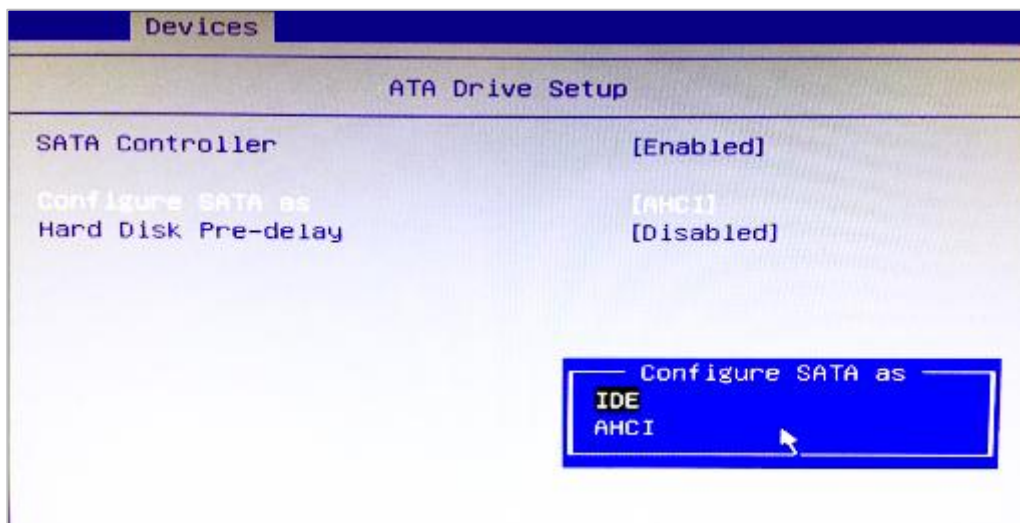 Devices
ATA Drive Setup
SATA Controller [Enabled]
Configure SATA as [AHCI]
Hard Disk Pre-delay [Disabled]
Configure SATA as
IDE
AHCI